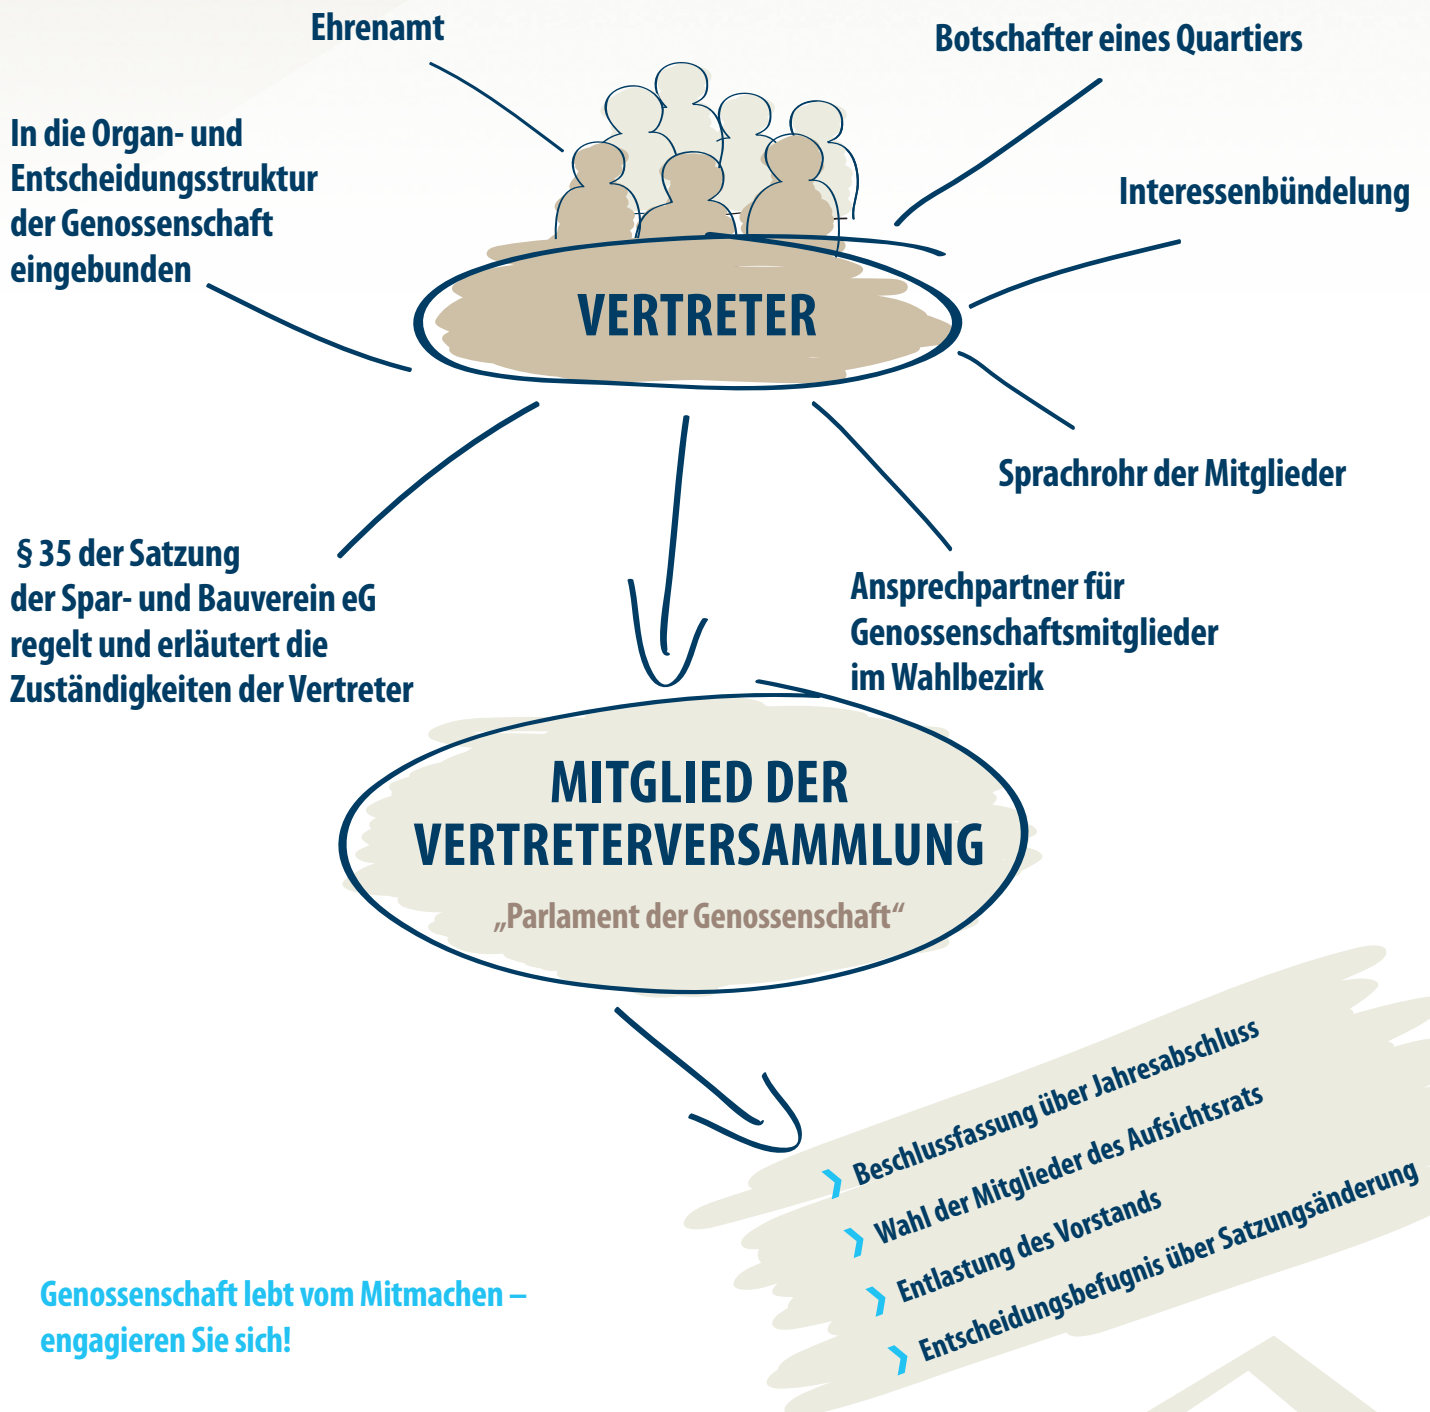 Ehrenamt
Botschafter eines Quartiers
In die Organ- und
Entscheidungsstruktur
der Genossenschaft
eingebunden
Interessenbündelung
VERTRETER
Sprachrohr der Mitglieder
§ 35 der Satzung
der Spar- und Bauverein eG
regelt und erläutert die
Zuständigkeiten der Vertreter
Ansprechpartner für
Genossenschaftsmitglieder
im Wahlbezirk
MITGLIED DER
VERTRETERVERSAMMLUNG
„Parlament der Genossenschaft“
❯ Beschlussfassung über Jahresabschluss
❯ Wahl der Mitglieder des Aufsichtsrats
❯ Entlastung des Vorstands
❯ Entscheidungsbefugnis über Satzungsänderung
Genossenschaft lebt vom Mitmachen –
engagieren Sie sich!